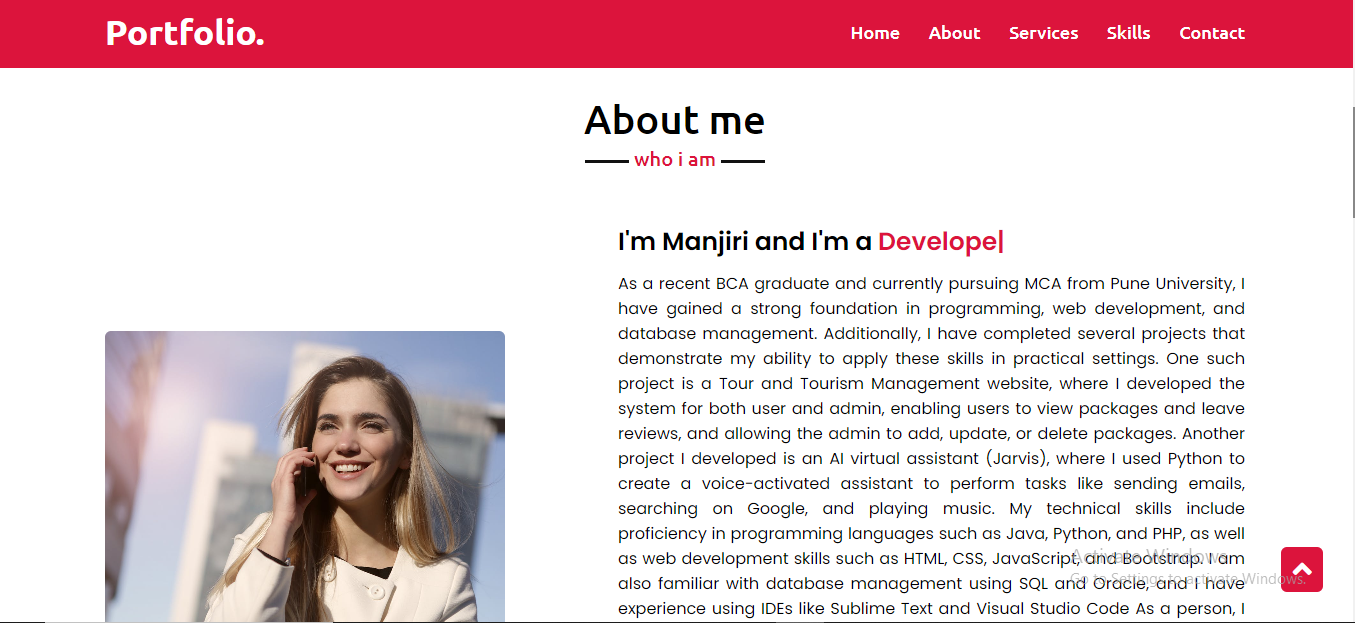 Portfolio.
Home About Services Skills Contact
About me
who i am
I'm Manjiri and I'm a Develope|
As a recent BCA graduate and currently pursuing MCA from Pune University, I
have gained a strong foundation in programming, web development, and
database management. Additionally, I have completed several projects that
demonstrate my ability to apply these skills in practical settings. One such
project is a Tour and Tourism Management website, where I developed the
system for both user and admin, enabling users to view packages and leave
reviews, and allowing the admin to add, update, or delete packages. Another
project I developed is an AI virtual assistant (Jarvis), where I used Python to
create a voice-activated assistant to perform tasks like sending emails,
searching on Google, and playing music. My technical skills include
proficiency in programming languages such as Java, Python, and PHP, as well
as web development skills such as HTML, CSS, JavaScript, and Bootstrap. I am
also familiar with database management using SQL and Oracle, and I have
experience using IDEs like Sublime Text and Visual Studio Code As a person, I
Activate Windows
Go to Settings to activate Windows.